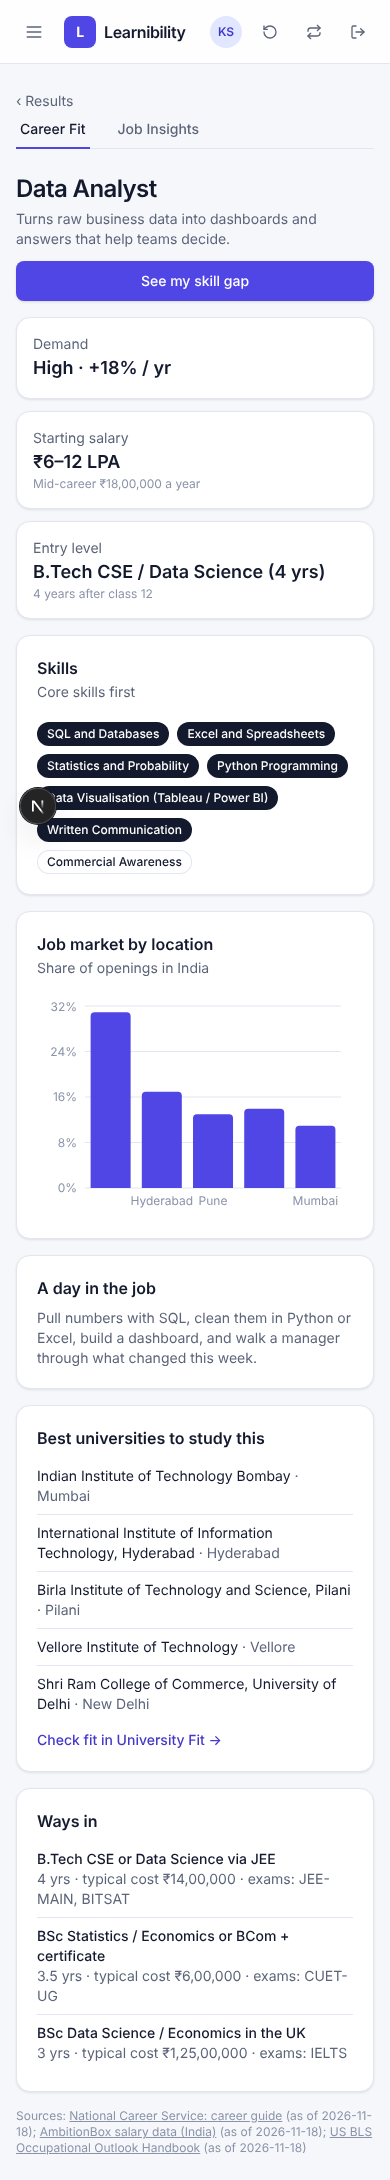 L Learnibility KS
‹ Results
Career Fit Job Insights
Data Analyst
Turns raw business data into dashboards and
answers that help teams decide.
See my skill gap
Demand
High · +18% / yr
Starting salary
₹6–12 LPA
Mid-career ₹18,00,000 a year
Entry level
B.Tech CSE / Data Science (4 yrs)
4 years after class 12
Skills
Core skills first
SQL and Databases Excel and Spreadsheets
Statistics and Probability Python Programming
N ata Visualisation (Tableau / Power BI)
Written Communication
Commercial Awareness
Job market by location
Share of openings in India
32%
24%
16%
8%
0%
Hyderabad Pune Mumbai
A day in the job
Pull numbers with SQL, clean them in Python or
Excel, build a dashboard, and walk a manager
through what changed this week.
Best universities to study this
Indian Institute of Technology Bombay ·
Mumbai
International Institute of Information
Technology, Hyderabad · Hyderabad
Birla Institute of Technology and Science, Pilani
· Pilani
Vellore Institute of Technology · Vellore
Shri Ram College of Commerce, University of
Delhi · New Delhi
Check fit in University Fit →
Ways in
B.Tech CSE or Data Science via JEE
4 yrs · typical cost ₹14,00,000 · exams: JEE-
MAIN, BITSAT
BSc Statistics / Economics or BCom +
certificate
3.5 yrs · typical cost ₹6,00,000 · exams: CUET-
UG
BSc Data Science / Economics in the UK
3 yrs · typical cost ₹1,25,00,000 · exams: IELTS
Sources: National Career Service: career guide (as of 2026-11-
18); AmbitionBox salary data (India) (as of 2026-11-18); US BLS
Occupational Outlook Handbook (as of 2026-11-18)